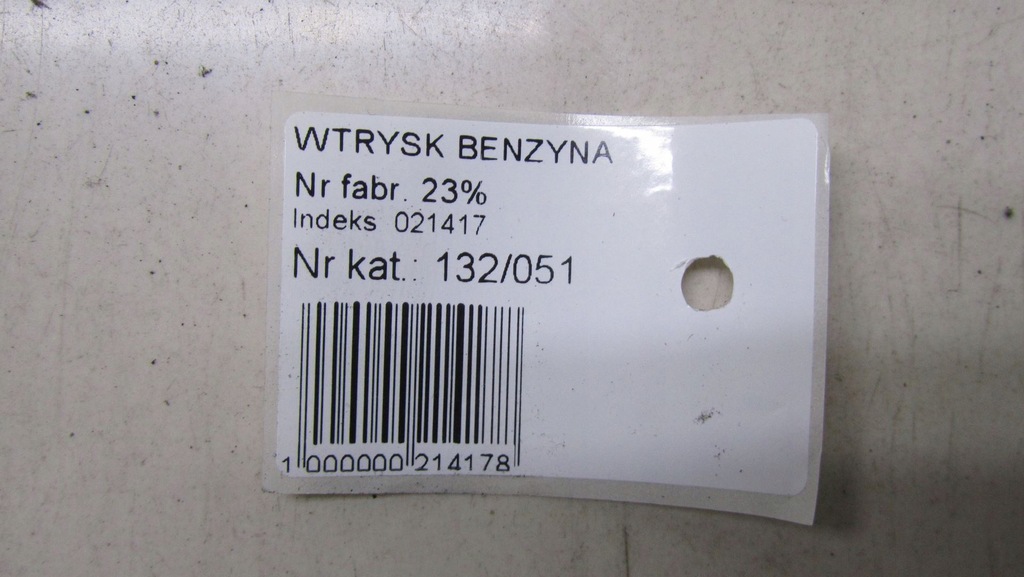 WTRYSK BENZYNA
Nr fabr. 23%
Indeks 021417
Nr kat.: 132/051
1 000000 214178